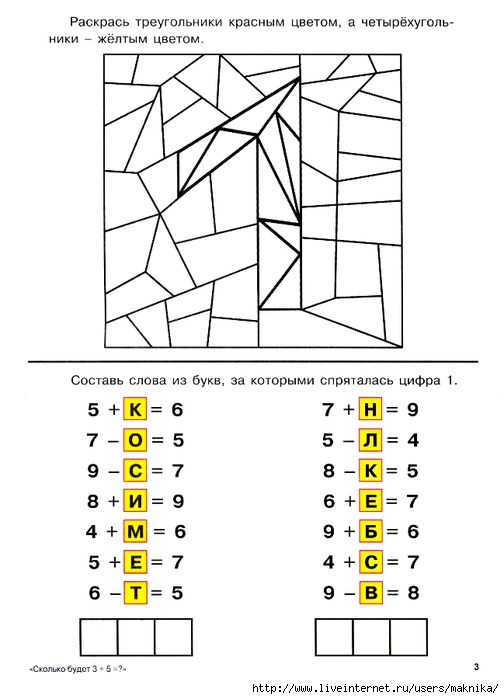 Раскрась треугольники красным цветом, а четырёхуголь-
ники – жёлтым цветом.
Составь слова из букв, за которыми спряталась цифра 1.
5 + К = 6
7 – О = 5
9 – С = 7
8 + И = 9
4 + М = 6
5 + Е = 7
6 – Т = 5
7 + Н = 9
5 – Л = 4
8 – К = 5
6 + Е = 7
9 + Б = 6
4 + С = 7
9 – В = 8
«Сколько будет 3 + 5 =?»
3
http://www.liveinternet.ru/users/maknika/